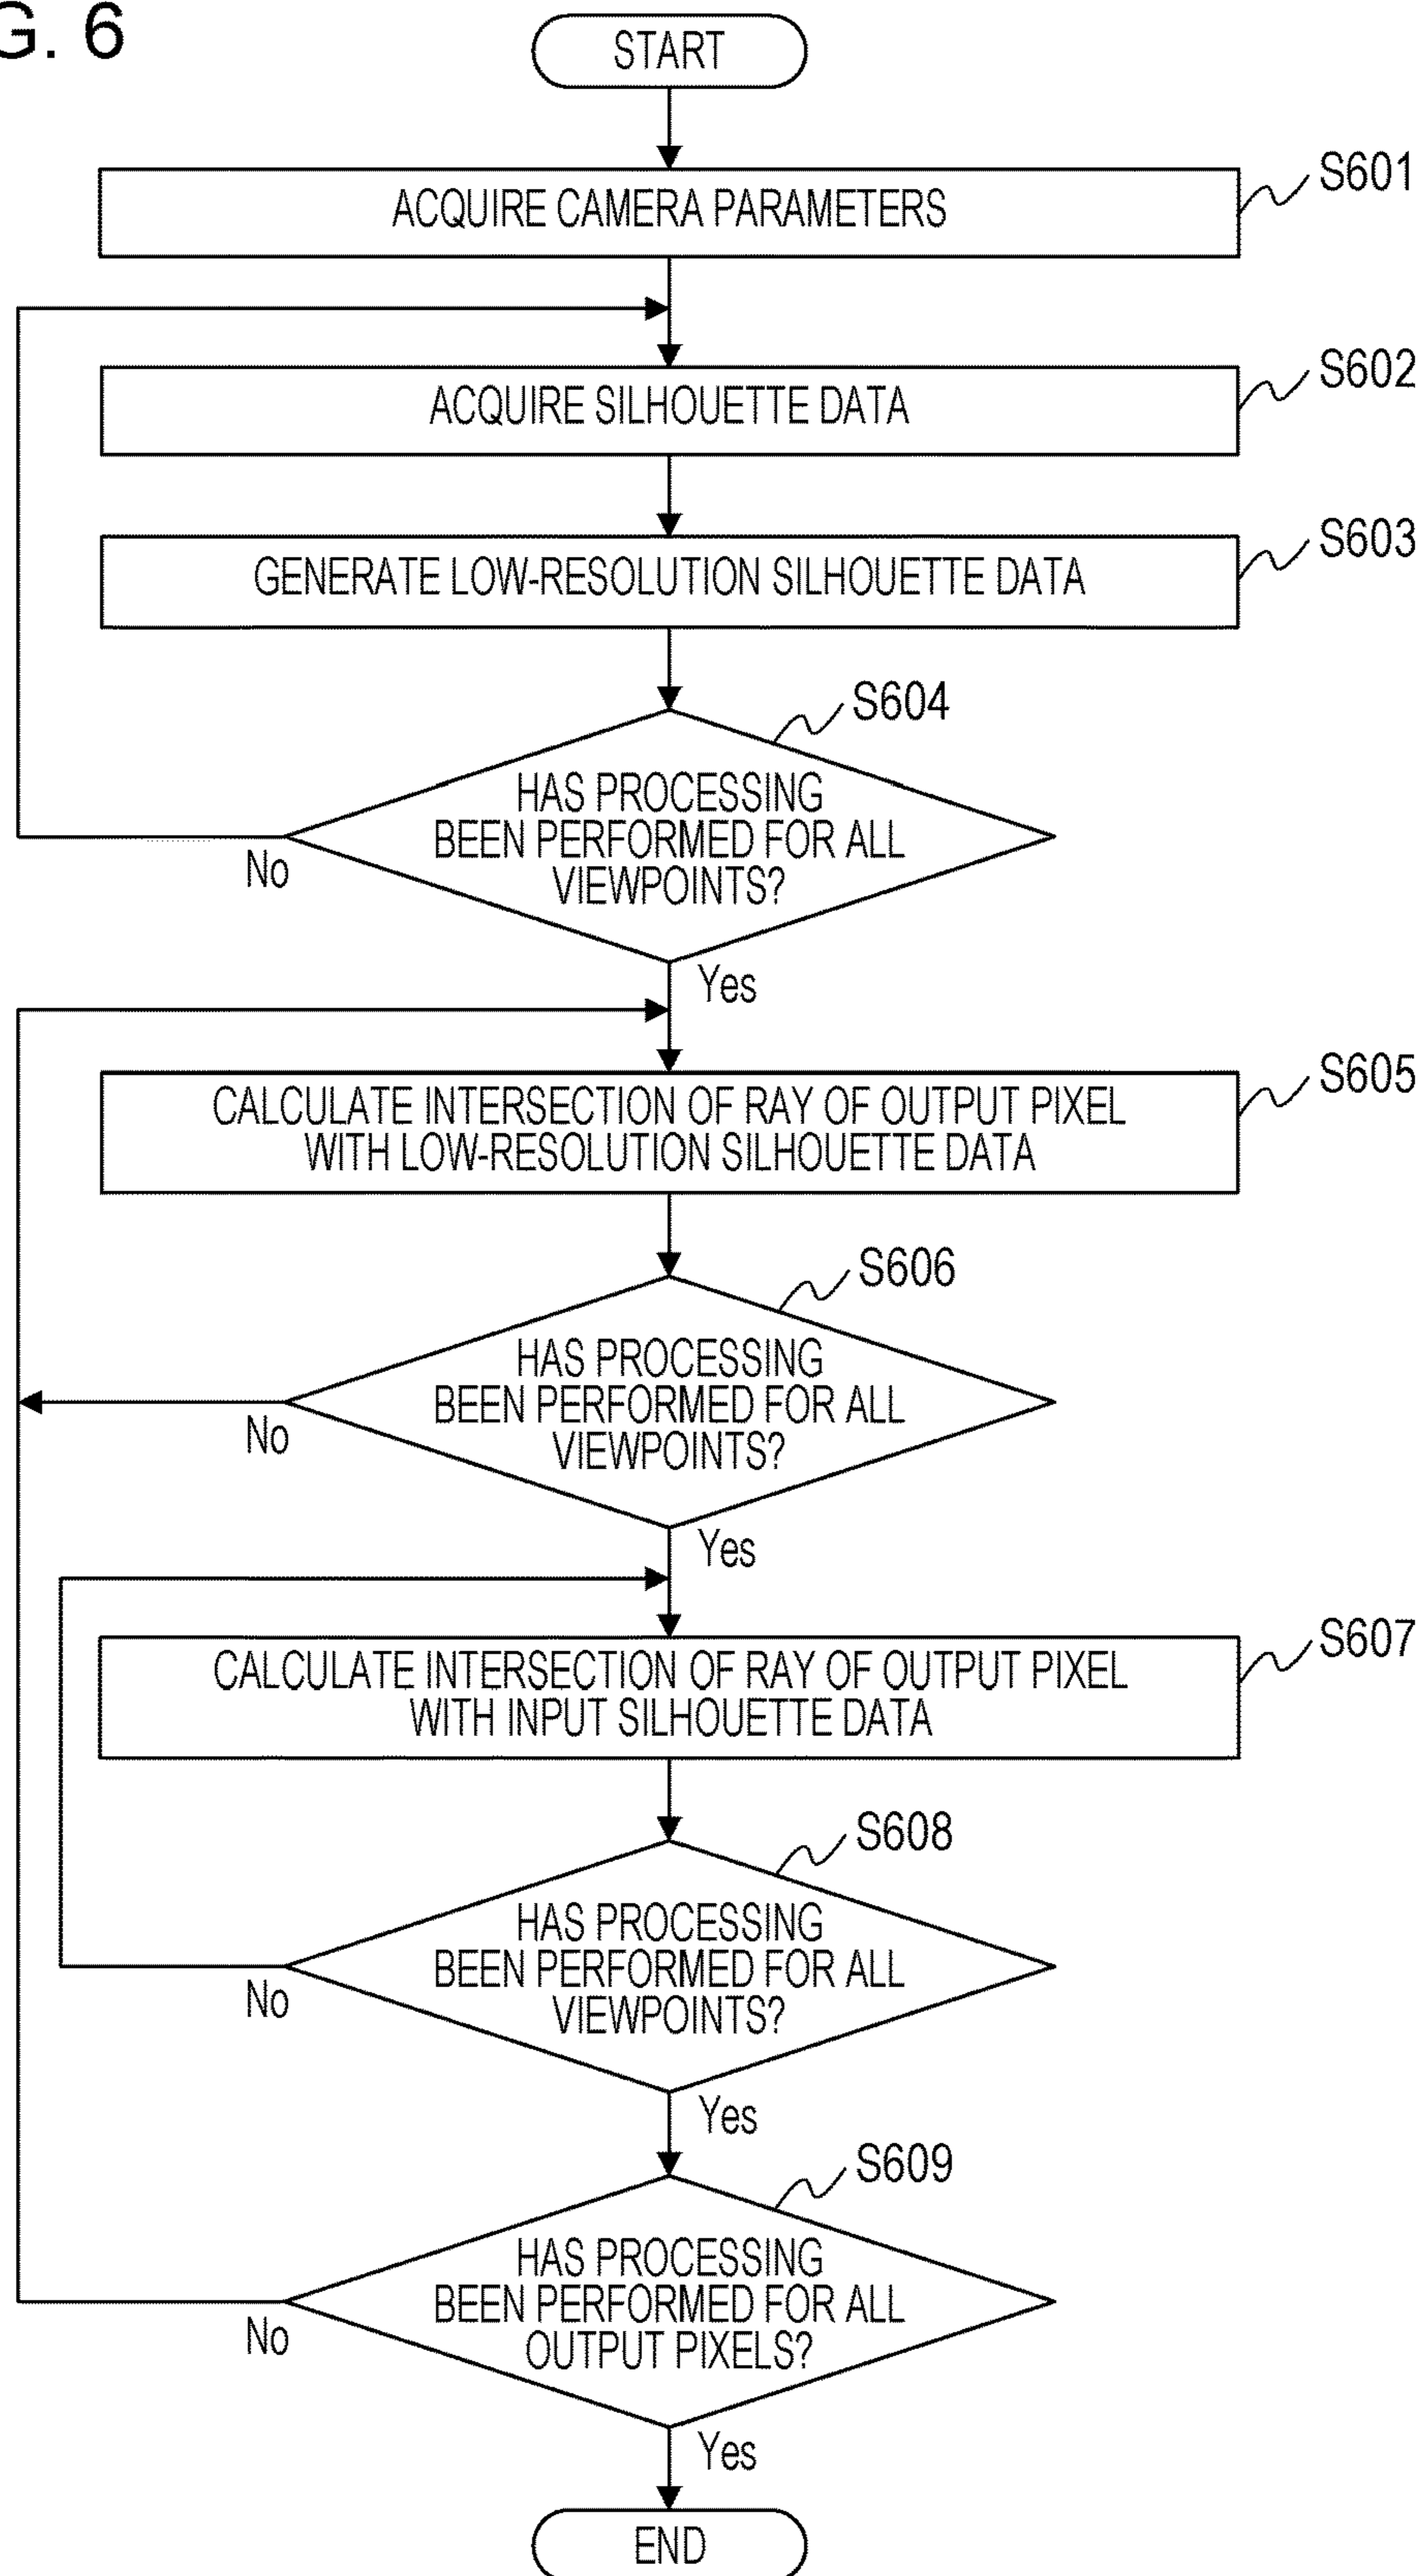 G. 6
START
ACQUIRE CAMERA PARAMETERS
S601
ACQUIRE SILHOUETTE DATA
S602
GENERATE LOW-RESOLUTION SILHOUETTE DATA
S603
S604
HAS PROCESSING
BEEN PERFORMED FOR ALL
VIEWPOINTS?
No
Yes
CALCULATE INTERSECTION OF RAY OF OUTPUT PIXEL
WITH LOW-RESOLUTION SILHOUETTE DATA
S605
S606
HAS PROCESSING
BEEN PERFORMED FOR ALL
VIEWPOINTS?
No
Yes
CALCULATE INTERSECTION OF RAY OF OUTPUT PIXEL
WITH INPUT SILHOUETTE DATA
S607
S608
HAS PROCESSING
BEEN PERFORMED FOR ALL
VIEWPOINTS?
No
Yes
S609
HAS PROCESSING
BEEN PERFORMED FOR ALL
OUTPUT PIXELS?
No
Yes
END